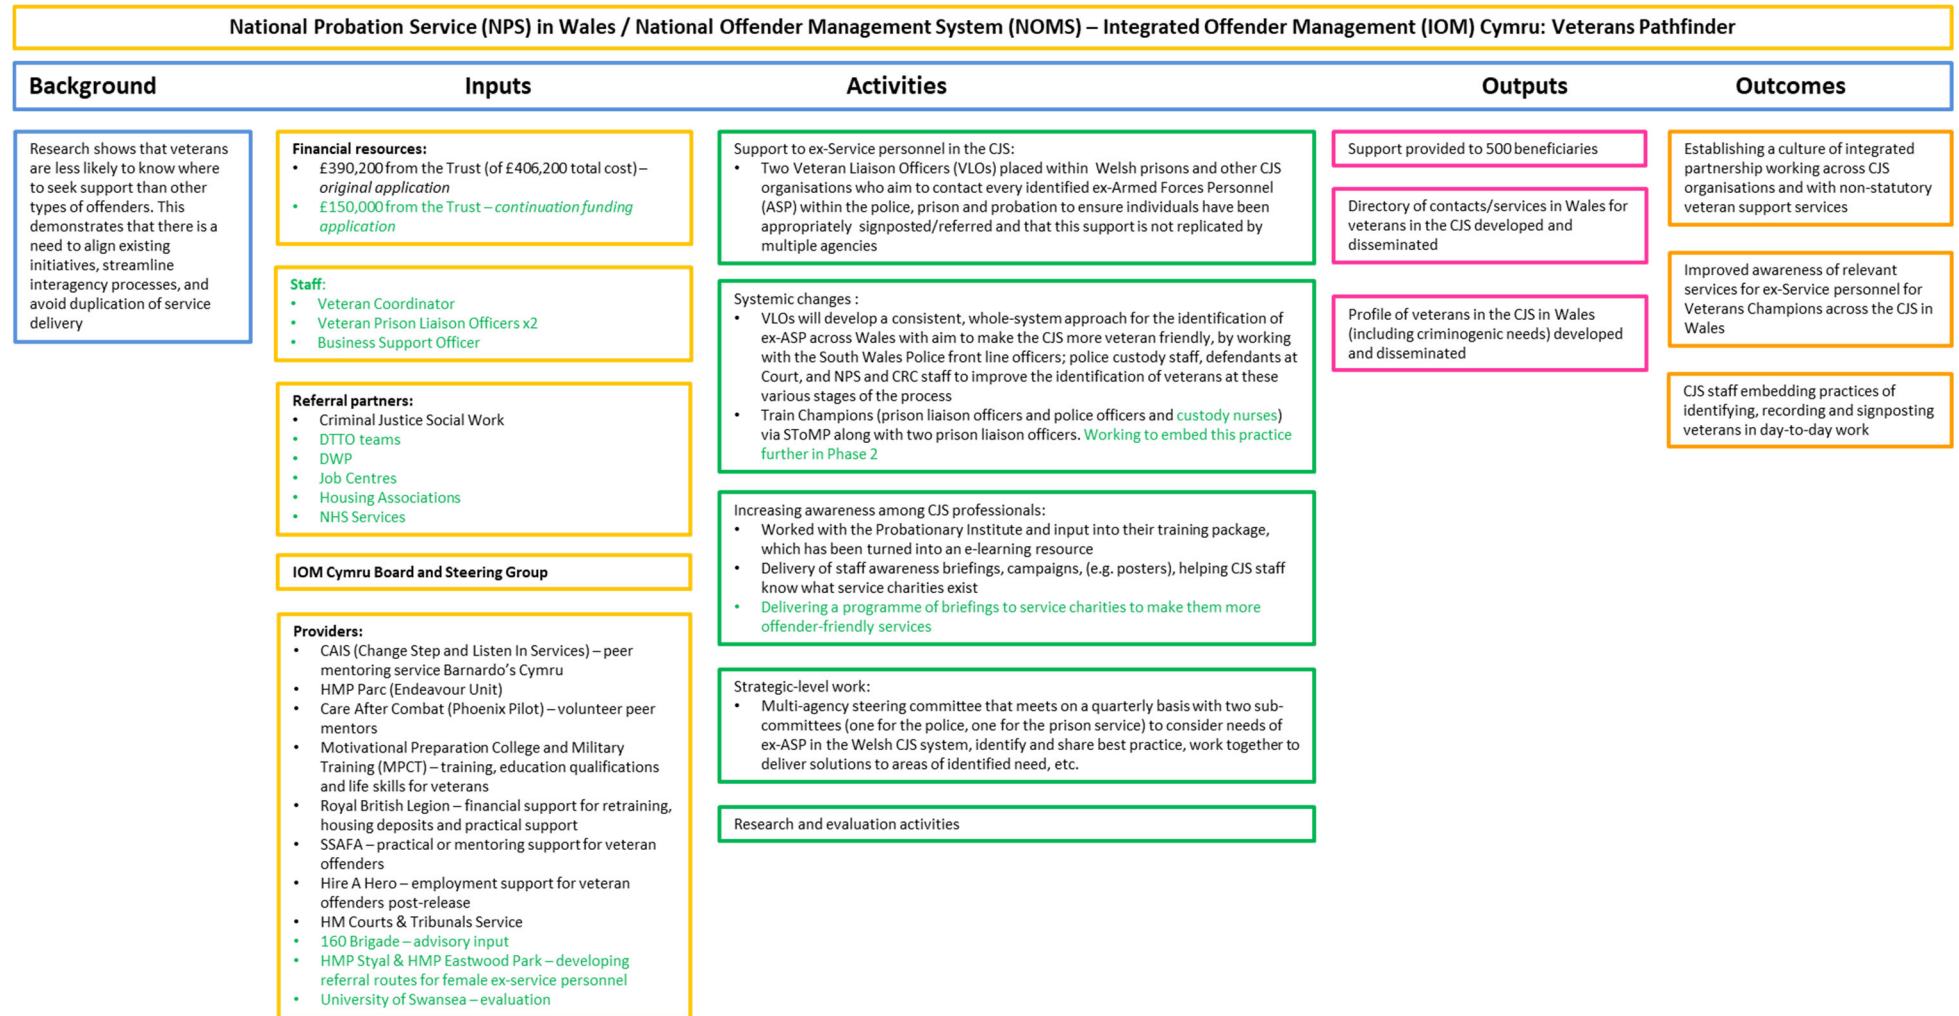 National Probation Service (NPS) in Wales / National Offender Management System (NOMS) – Integrated Offender Management (IOM) Cymru: Veterans Pathfinder
Background
Inputs
Activities
Outputs
Outcomes
Research shows that veterans
are less likely to know where
to seek support than other
types of offenders. This
demonstrates that there is a
need to align existing
initiatives, streamline
interagency processes, and
avoid duplication of service
delivery
Financial resources:
• £390,200 from the Trust (of £406,200 total cost) –
original application
• £150,000 from the Trust – continuation funding
application
Staff:
• Veteran Coordinator
• Veteran Prison Liaison Officers x2
• Business Support Officer
Referral partners:
• Criminal Justice Social Work
• DTTO teams
• DWP
• Job Centres
• Housing Associations
• NHS Services
IOM Cymru Board and Steering Group
Providers:
• CAIS (Change Step and Listen In Services) – peer
mentoring service Barnardo's Cymru
• HMP Parc (Endeavour Unit)
• Care After Combat (Phoenix Pilot) – volunteer peer
mentors
• Motivational Preparation College and Military
Training (MPCT) – training, education qualifications
and life skills for veterans
• Royal British Legion – financial support for retraining,
housing deposits and practical support
• SSAFA – practical or mentoring support for veteran
offenders
• Hire A Hero – employment support for veteran
offenders post-release
• HM Courts & Tribunals Service
• 160 Brigade – advisory input
• HMP Styal & HMP Eastwood Park – developing
referral routes for female ex-service personnel
• University of Swansea – evaluation
Support to ex-Service personnel in the CJS:
• Two Veteran Liaison Officers (VLOs) placed within Welsh prisons and other CJS
organisations who aim to contact every identified ex-Armed Forces Personnel
(ASP) within the police, prison and probation to ensure individuals have been
appropriately signposted/referred and that this support is not replicated by
multiple agencies
Systemic changes :
• VLOs will develop a consistent, whole-system approach for the identification of
ex-ASP across Wales with aim to make the CJS more veteran friendly, by working
with the South Wales Police front line officers; police custody staff, defendants at
Court, and NPS and CRC staff to improve the identification of veterans at these
various stages of the process
• Train Champions (prison liaison officers and police officers and custody nurses)
via SToMP along with two prison liaison officers. Working to embed this practice
further in Phase 2
Increasing awareness among CJS professionals:
• Worked with the Probationary Institute and input into their training package,
which has been turned into an e-learning resource
• Delivery of staff awareness briefings, campaigns, (e.g. posters), helping CJS staff
know what service charities exist
• Delivering a programme of briefings to service charities to make them more
offender-friendly services
Strategic-level work:
• Multi-agency steering committee that meets on a quarterly basis with two sub-
committees (one for the police, one for the prison service) to consider needs of
ex-ASP in the Welsh CJS system, identify and share best practice, work together to
deliver solutions to areas of identified need, etc.
Research and evaluation activities
Support provided to 500 beneficiaries
Directory of contacts/services in Wales for
veterans in the CJS developed and
disseminated
Profile of veterans in the CJS in Wales
(including criminogenic needs) developed
and disseminated
Establishing a culture of integrated
partnership working across CJS
organisations and with non-statutory
veteran support services
Improved awareness of relevant
services for ex-Service personnel for
Veterans Champions across the CJS in
Wales
CJS staff embedding practices of
identifying, recording and signposting
veterans in day-to-day work